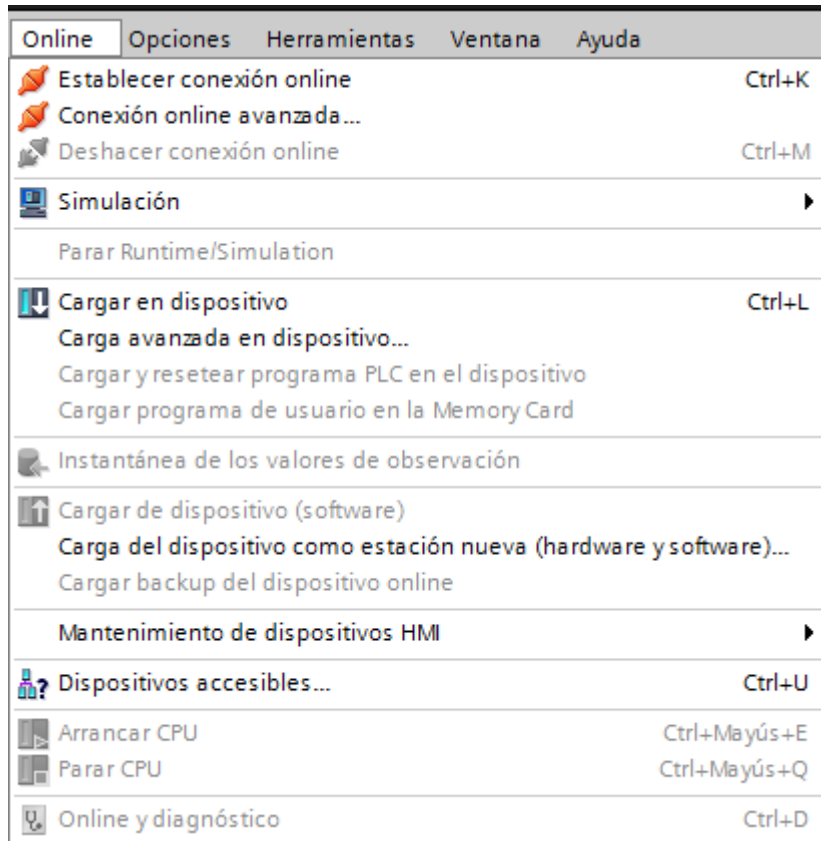 Online Opciones Herramientas Ventana Ayuda
Establecer conexión online Ctrl+K
Conexión online avanzada...
Deshacer conexión online Ctrl+M
Simulación
Parar Runtime/Simulation
Cargar en dispositivo Ctrl+L
Carga avanzada en dispositivo...
Cargar y resetear programa PLC en el dispositivo
Cargar programa de usuario en la Memory Card
Instantánea de los valores de observación
Cargar de dispositivo (software)
Carga del dispositivo como estación nueva (hardware y software)...
Cargar backup del dispositivo online
Mantenimiento de dispositivos HMI
Dispositivos accesibles... Ctrl+U
Arrancar CPU Ctrl+Mayús+E
Parar CPU Ctrl+Mayús+Q
Online y diagnóstico Ctrl+D